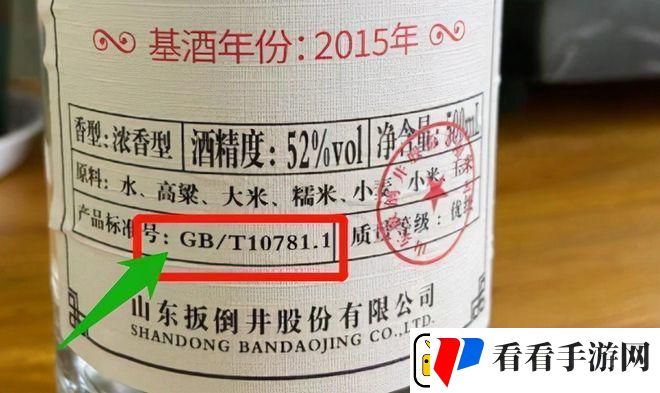 基酒年份：2015年
香型：浓香型 酒精度：52%vol 净含量：500mL
原料：水、高粱、大米、糯米、小麦、小米、玉米
产品标准号：GB/T10781.1 质量等级：优级
山东扳倒井股份有限公司
SHANDONG BANDAOJING CO.,LTD.
看看手游网